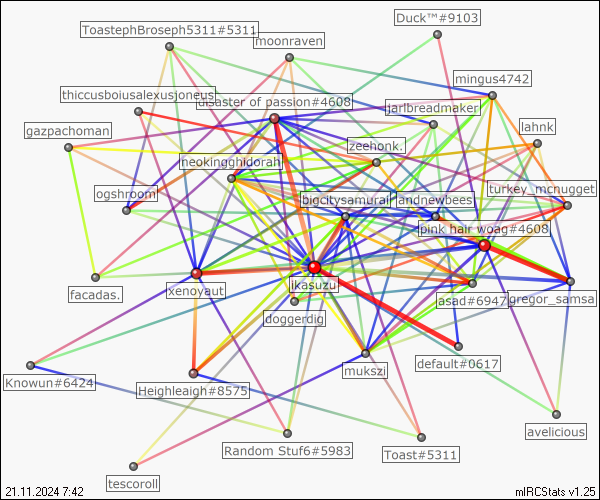 Duck™#9103
ToastephBroseph5311#5311
moonraven
mingus4742
thiccusboiusalexusjoneus
disaster of passion#4608
jarlbreadmaker
gazpachoman
lahnk
zeehonk.
neokingghidorah
turkey_mcnugget
ogshroom
bigcitysamurai
andnewbees
pink hair woag#4608
ikasuzu
facadas.
xenoyaut
asad#6947
gregor_samsa
doggerdig
default#0617
mukszi
Knowun#6424
Heighleaigh#8575
avelicious
Random Stuf6#5983
Toast#5311
tescoroll
21.11.2024 7:42
mIRCStats v1.25